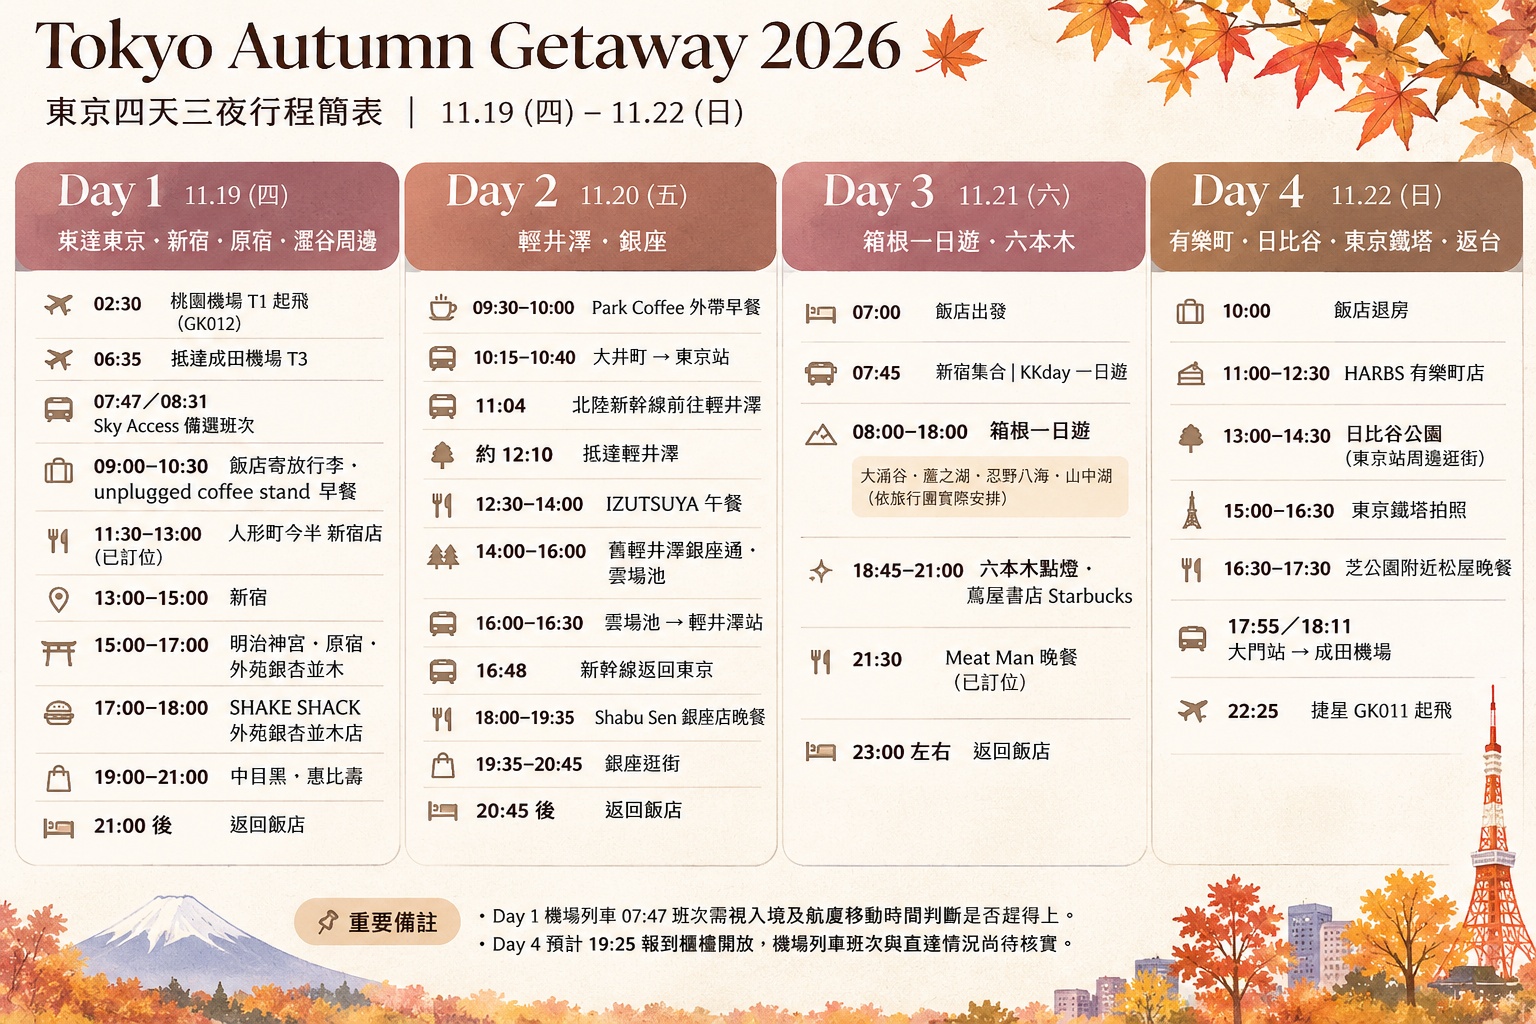 Tokyo Autumn Getaway 2026
東京四天三夜行程簡表 | 11.19 (四) – 11.22 (日)
Day 1 11.19 (四)
東達東京・新宿・原宿・澀谷周邊
02:30 桃園機場 T1 起飛
(GK012)
06:35 抵達成田機場 T3
07:47／08:31
Sky Access 備選班次
09:00–10:30 飯店寄放行李・
unplugged coffee stand 早餐
11:30–13:00 人形町今半 新宿店
(已訂位)
13:00–15:00 新宿
15:00–17:00 明治神宮・原宿・
外苑銀杏並木
17:00–18:00 SHAKE SHACK
外苑銀杏並木店
19:00–21:00 中目黑・惠比壽
21:00 後 返回飯店
Day 2 11.20 (五)
輕井澤・銀座
09:30–10:00 Park Coffee 外帶早餐
10:15–10:40 大井町 → 東京站
11:04 北陸新幹線前往輕井澤
約 12:10 抵達輕井澤
12:30–14:00 IZUTSUYA 午餐
14:00–16:00 舊輕井澤銀座通・
雲場池
16:00–16:30 雲場池 → 輕井澤站
16:48 新幹線返回東京
18:00–19:35 Shabu Sen 銀座店晚餐
19:35–20:45 銀座逛街
20:45 後 返回飯店
Day 3 11.21 (六)
箱根一日遊・六本木
07:00 飯店出發
07:45 新宿集合 | KKday 一日遊
08:00–18:00 箱根一日遊
大涌谷・蘆之湖・忍野八海・山中湖
(依旅行團實際安排)
18:45–21:00 六本木點燈・
蔦屋書店 Starbucks
21:30 Meat Man 晚餐
(已訂位)
23:00 左右 返回飯店
Day 4 11.22 (日)
有樂町・日比谷・東京鐵塔・返台
10:00 飯店退房
11:00–12:30 HARBS 有樂町店
13:00–14:30 日比谷公園
(東京站周邊逛街)
15:00–16:30 東京鐵塔拍照
16:30–17:30 芝公園附近松屋晚餐
17:55／18:11
大門站 → 成田機場
22:25 捷星 GK011 起飛
重要備註
• Day 1 機場列車 07:47 班次需視入境及航廈移動時間判斷是否趕得上。
• Day 4 預計 19:25 報到櫃檯開放，機場列車班次與直達情況尚待核實。